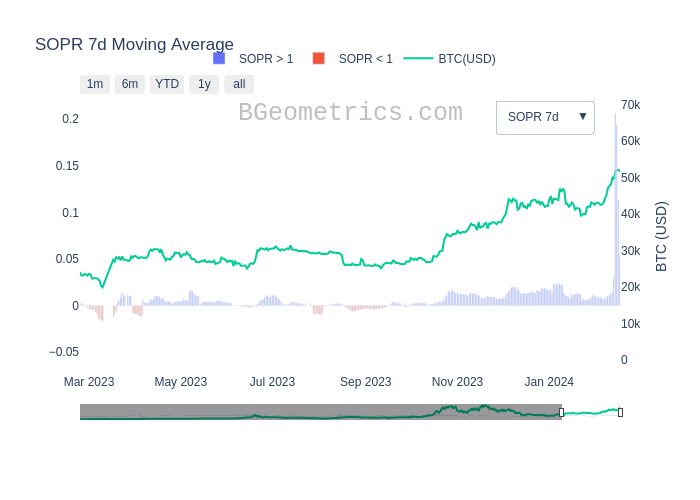 SOPR 7d Moving Average
SOPR > 1
SOPR < 1
BTC(USD)
1m 6m YTD 1y all
BGeometrics.com
SOPR 7d ▼
0.2
0.15
0.1
0.05
0
−0.05
70k
60k
50k
40k
30k
20k
10k
0
BTC (USD)
Mar 2023 May 2023 Jul 2023 Sep 2023 Nov 2023 Jan 2024